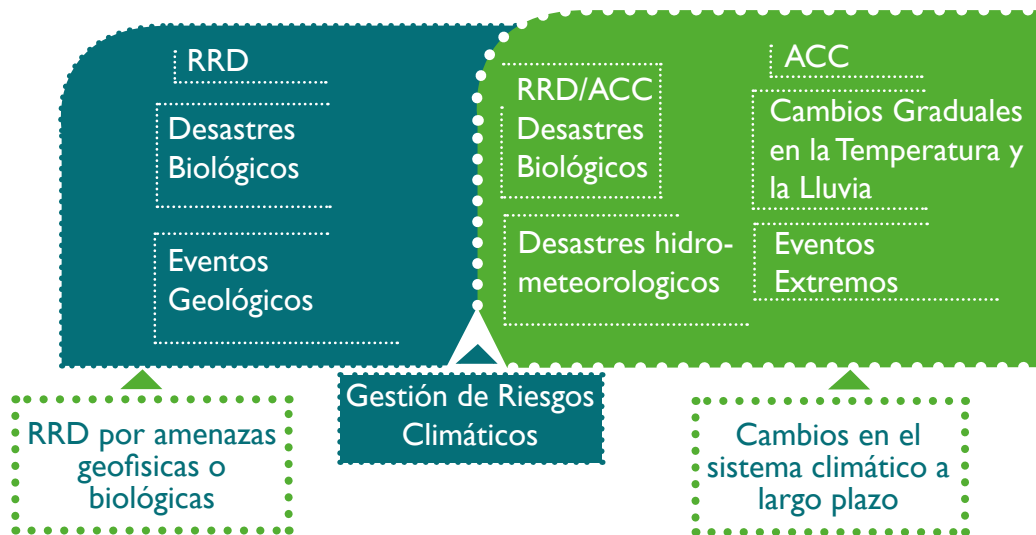 RRD
Desastres
Biológicos
Eventos
Geológicos
RRD/ACC
Desastres
Biológicos
Desastres hidro-
meteorologicos
ACC
Cambios Graduales
en la Temperatura y
la Lluvia
Eventos
Extremos
RRD por amenazas
geofisicas o
biológicas
Gestión de Riesgos
Climáticos
Cambios en el
sistema climático a
largo plazo